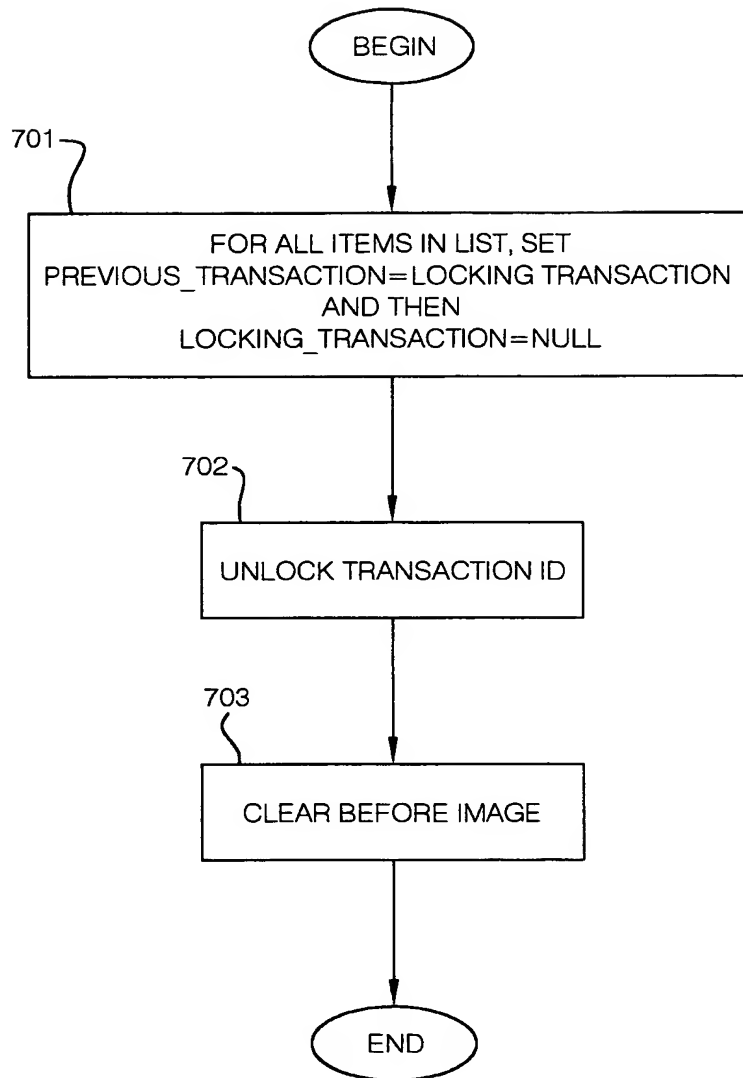 BEGIN
701
FOR ALL ITEMS IN LIST, SET
PREVIOUS_TRANSACTION=LOCKING TRANSACTION
AND THEN
LOCKING_TRANSACTION=NULL
702
UNLOCK TRANSACTION ID
703
CLEAR BEFORE IMAGE
END